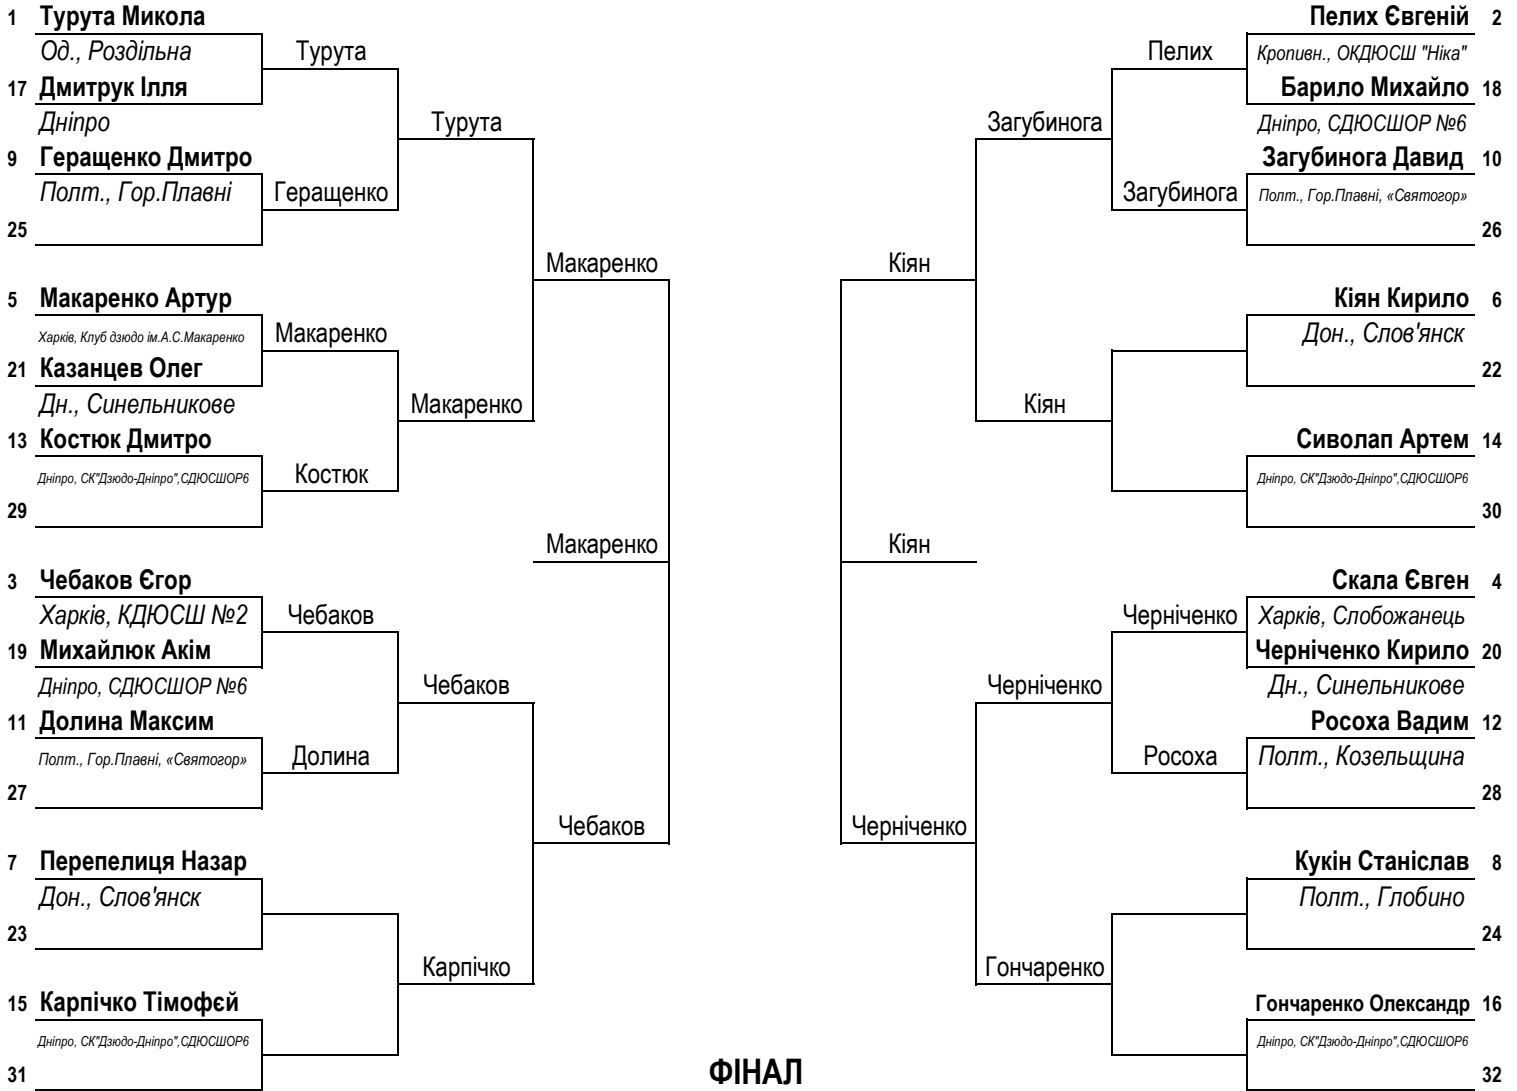 1 Турута Микола
Од., Роздільна
Турута
17 Дмитрук Ілля
Дніпро
Турута
9 Геращенко Дмитро
Полт., Гор.Плавні
Геращенко
25
Макаренко
5 Макаренко Артур
Харків, Клуб дзюдо ім.А.С.Макаренко
Макаренко
21 Казанцев Олег
Дн., Синельникове
Макаренко
13 Костюк Дмитро
Дніпро, СК"Дзюдо-Дніпро",СДЮСШОР6
Костюк
29
Макаренко
3 Чебаков Єгор
Харків, КДЮСШ №2
Чебаков
19 Михайлюк Акім
Дніпро, СДЮСШОР №6
Чебаков
11 Долина Максим
Полт., Гор.Плавні, «Святогор»
Долина
27
Чебаков
7 Перепелиця Назар
Дон., Слов'янск
23
Карпічко
15 Карпічко Тімофєй
Дніпро, СК"Дзюдо-Дніпро",СДЮСШОР6
31
Пелих Євгеній 2
Пелих
Кропивн., ОКДЮСШ "Ніка"
Барило Михайло 18
Загубинога
Дніпро, СДЮСШОР №6
Загубинога Давид 10
Загубинога
Полт., Гор.Плавні, «Святогор»
26
Кіян
Кіян Кирило 6
Дон., Слов'янск
22
Кіян
Сиволап Артем 14
Дніпро, СК"Дзюдо-Дніпро",СДЮСШОР6
30
Кіян
Скала Євген 4
Черніченко
Харків, Слобожанець
Черніченко Кирило 20
Черніченко
Дн., Синельникове
Росоха Вадим 12
Росоха
Полт., Козельщина
28
Черніченко
Кукін Станіслав 8
Полт., Глобино
24
Гончаренко
Гончаренко Олександр 16
Дніпро, СК"Дзюдо-Дніпро",СДЮСШОР6
32
ФІНАЛ